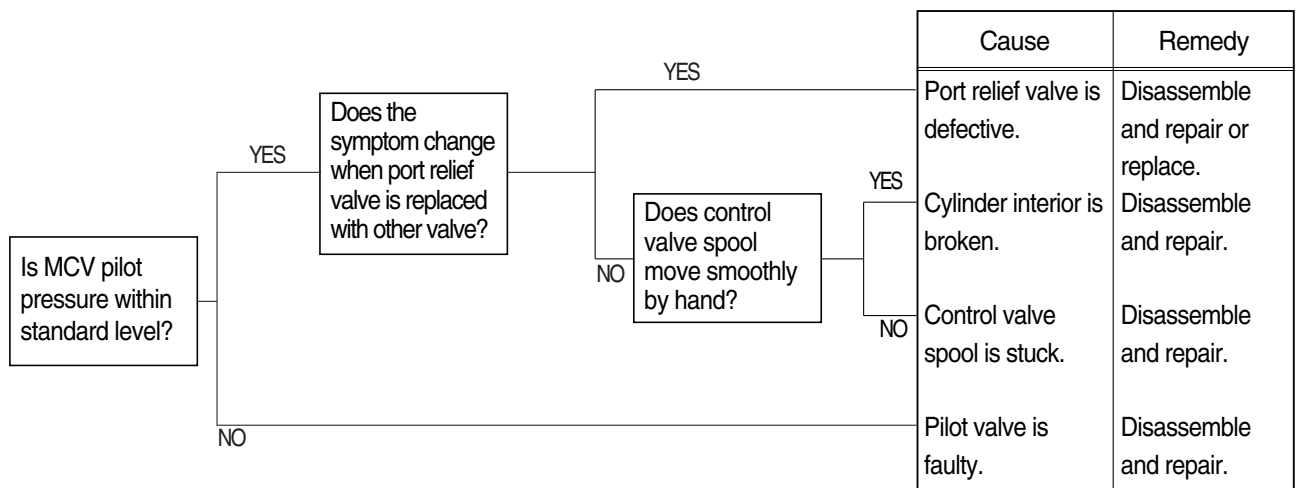 Cause
Remedy
YES
Port relief valve is
defective.
Disassemble
and repair or
replace.
Does the
symptom change
when port relief
valve is replaced
with other valve?
YES
YES
Does control
valve spool
move smoothly
by hand?
Cylinder interior is
broken.
Disassemble
and repair.
Is MCV pilot
pressure within
standard level?
NO
NO
Control valve
spool is stuck.
Disassemble
and repair.
NO
Pilot valve is
faulty.
Disassemble
and repair.